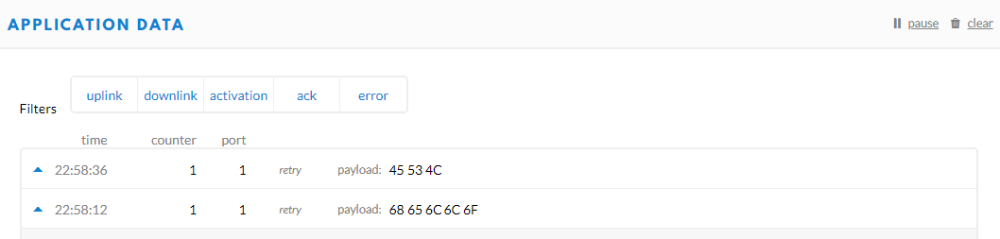 APPLICATION DATA
pause clear
Filters uplink downlink activation ack error
time counter port
22:58:36 1 1 retry payload: 45 53 4C
22:58:12 1 1 retry payload: 68 65 6C 6C 6F